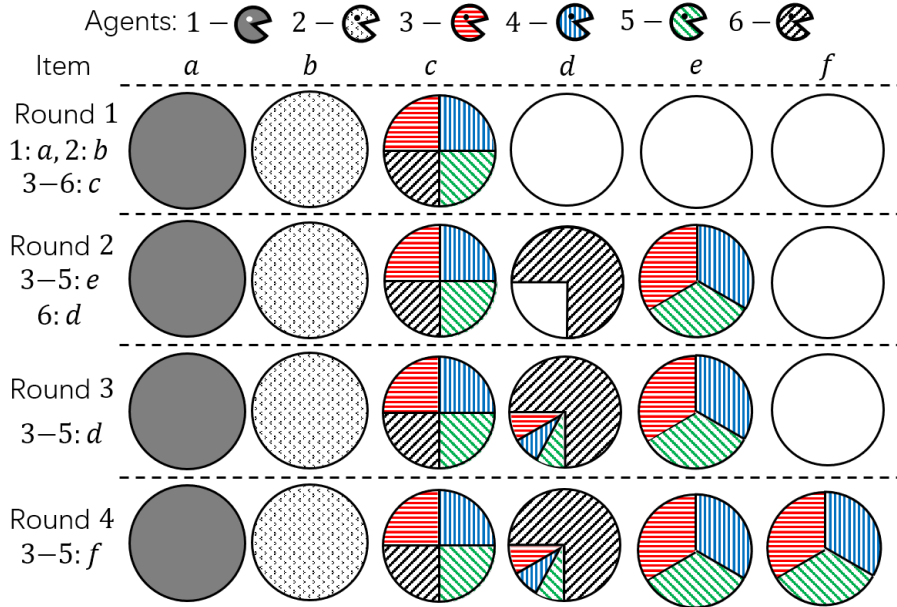 Agents: 1 – 2 – 3 – 4 – 5 – 6 –
Item a b c d e f
Round 1
1: a, 2: b
3–6: c
Round 2
3–5: e
6: d
Round 3
3–5: d
Round 4
3–5: f